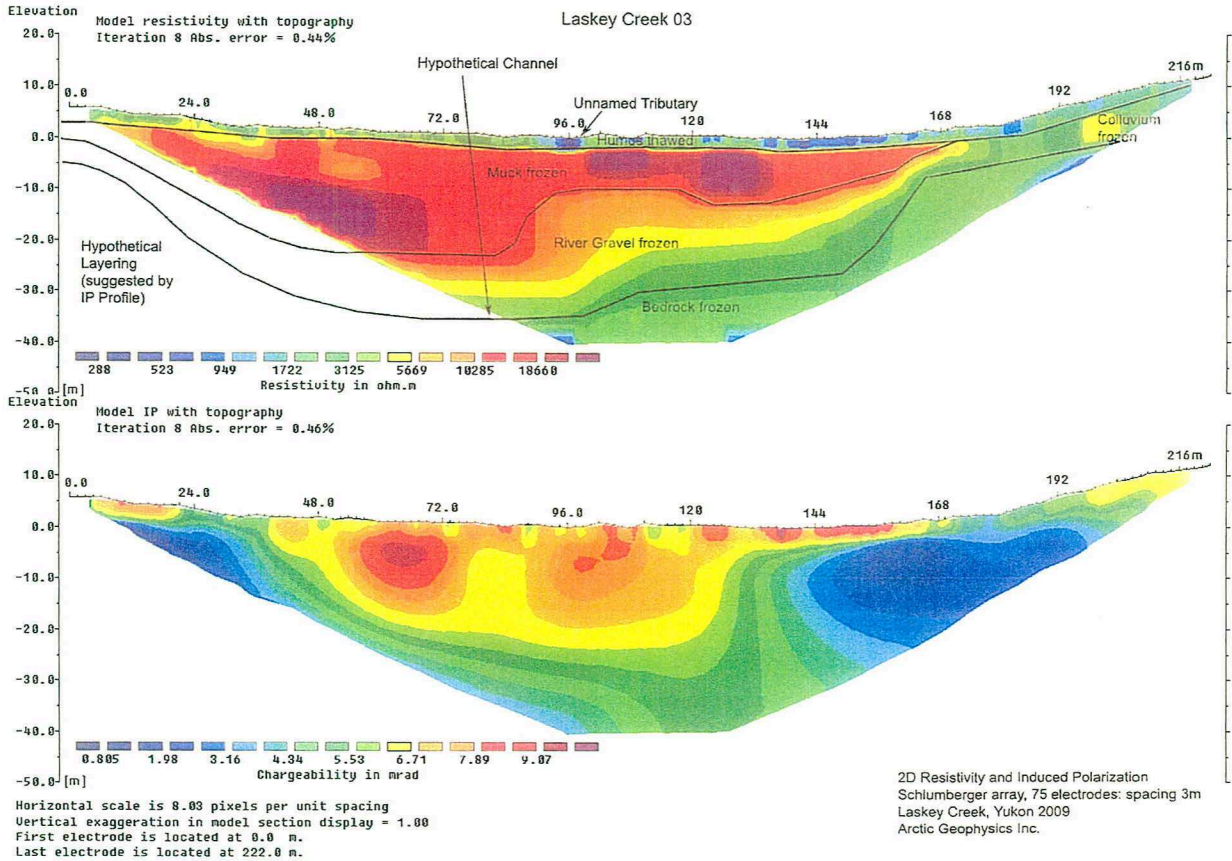 Laskey Creek 03
Elevation
Model resistivity with topography
Iteration 8 Abs. error = 0.44%
20.0
10.0
0.0
-10.0
-20.0
-30.0
-40.0
-50.0 [m]
Hypothetical Channel
Unnamed Tributary
0.0 24.0 48.0 72.0 96.0 120 144 168 192 216m
Humus thawed
Colluvium
frozen
Muck frozen
River Gravel frozen
Bedrock frozen
Hypothetical
Layering
(suggested by
IP Profile)
288 523 949 1722 3125 5669 10285 18660
Resistivity in ohm.m
Elevation
Model IP with topography
Iteration 8 Abs. error = 0.46%
20.0
10.0
0.0
-10.0
-20.0
-30.0
-40.0
-50.0 [m]
0.0 24.0 48.0 72.0 96.0 120 144 168 192 216m
0.805 1.98 3.16 4.34 5.53 6.71 7.89 9.07
Chargeability in mrad
Horizontal scale is 8.03 pixels per unit spacing
Vertical exaggeration in model section display = 1.00
First electrode is located at 0.0 m.
Last electrode is located at 222.0 m.
2D Resistivity and Induced Polarization
Schlumberger array, 75 electrodes: spacing 3m
Laskey Creek, Yukon 2009
Arctic Geophysics Inc.